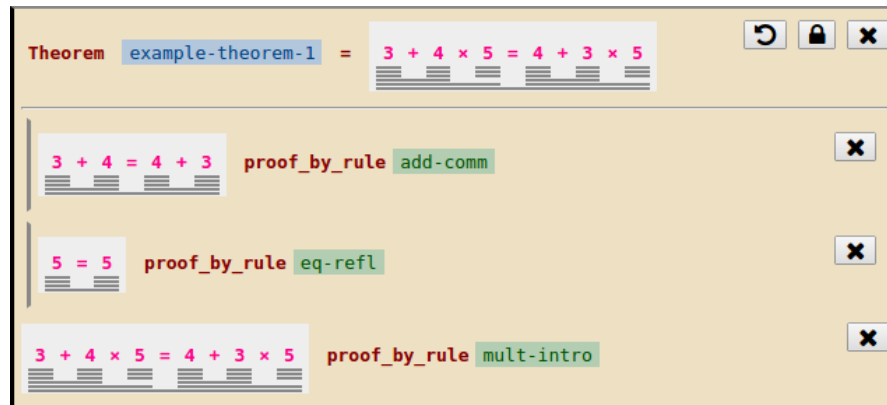 Theorem example-theorem-1 = 3 + 4 × 5 = 4 + 3 × 5
3 + 4 = 4 + 3 proof_by_rule add-comm
5 = 5 proof_by_rule eq-refl
3 + 4 × 5 = 4 + 3 × 5 proof_by_rule mult-intro